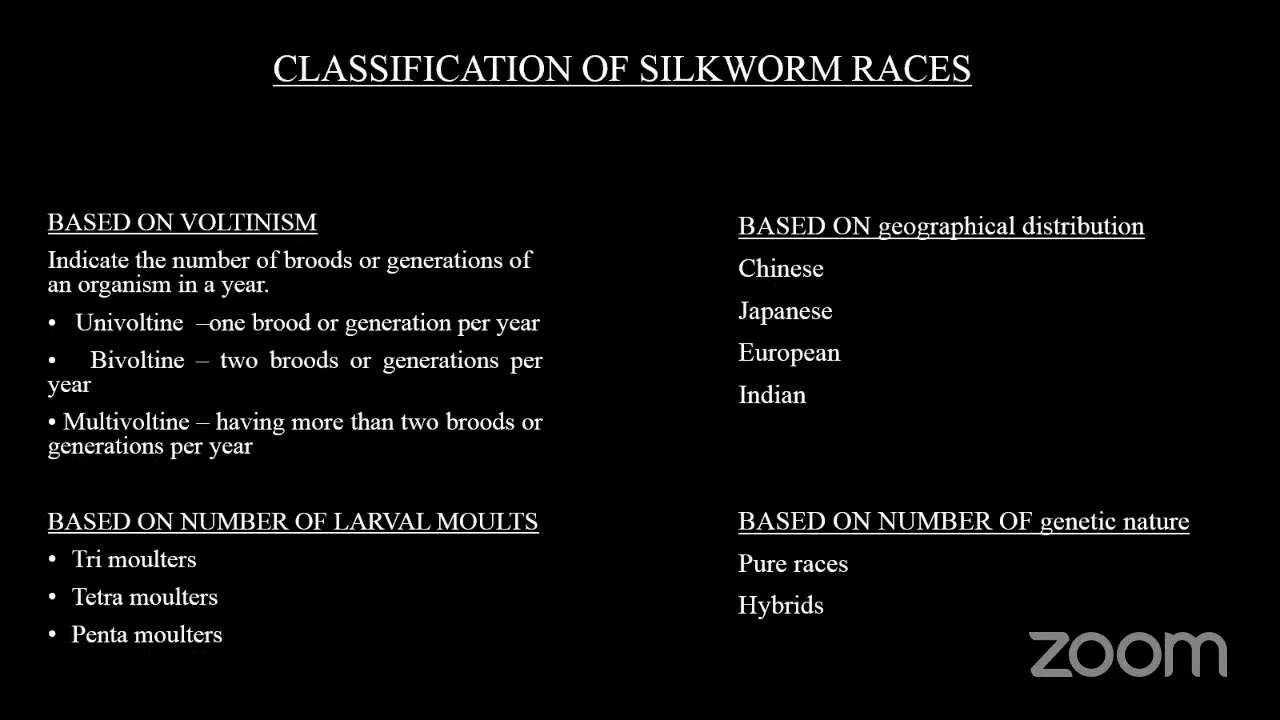 CLASSIFICATION OF SILKWORM RACES
BASED ON VOLTINISM
Indicate the number of broods or generations of
an organism in a year.
• Univoltine –one brood or generation per year
• Bivoltine – two broods or generations per
year
• Multivoltine – having more than two broods or
generations per year
BASED ON NUMBER OF LARVAL MOULTS
• Tri moulters
• Tetra moulters
• Penta moulters
BASED ON geographical distribution
Chinese
Japanese
European
Indian
BASED ON NUMBER OF genetic nature
Pure races
Hybrids
zoom